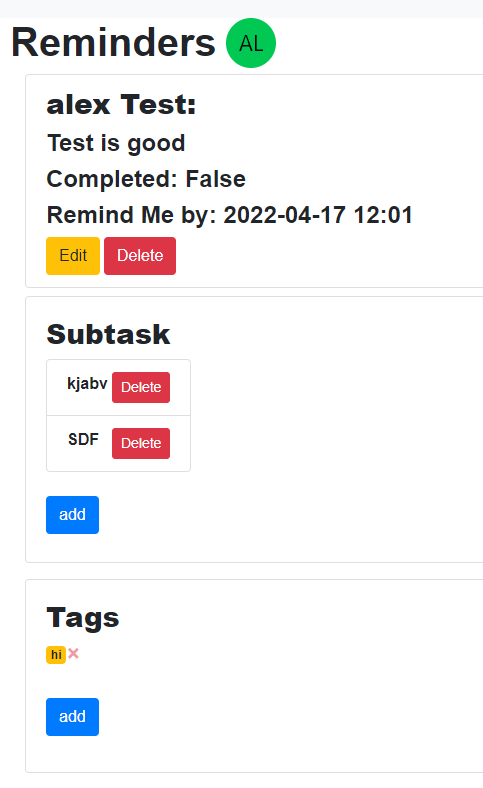 Reminders AL
alex Test:
Test is good
Completed: False
Remind Me by: 2022-04-17 12:01
Edit Delete
Subtask
kjabv Delete
SDF Delete
add
Tags
hi
add